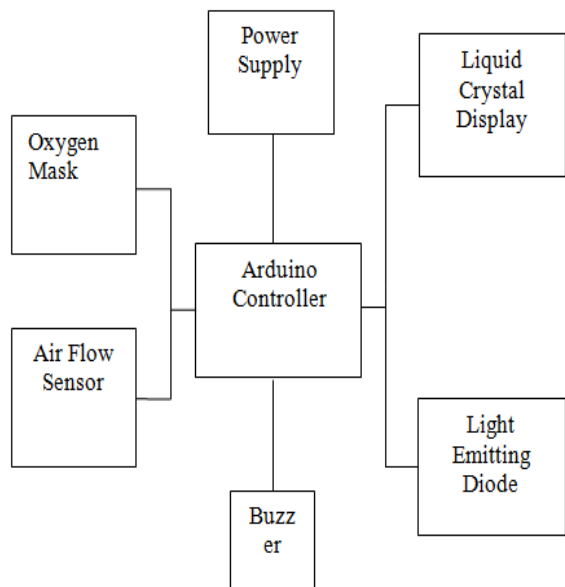 Power
Supply
Liquid
Crystal
Display
Oxygen
Mask
Arduino
Controller
Air Flow
Sensor
Light
Emitting
Diode
Buzz
er